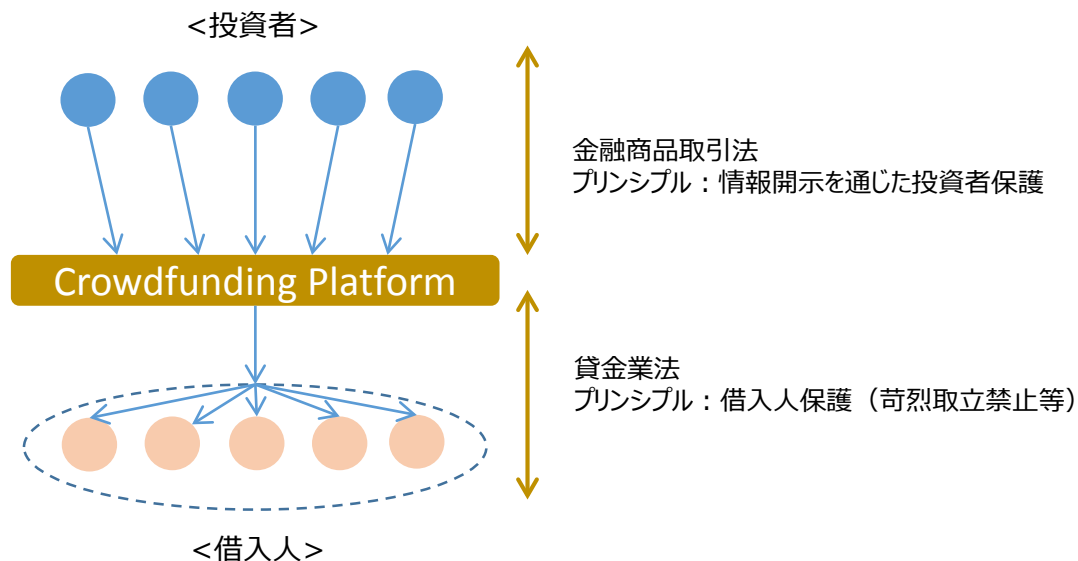 <投資者>
金融商品取引法
プリンシプル：情報開示を通じた投資者保護
Crowdfunding Platform
貸金業法
プリンシプル：借入人保護（苛烈取立禁止等）
<借入人>